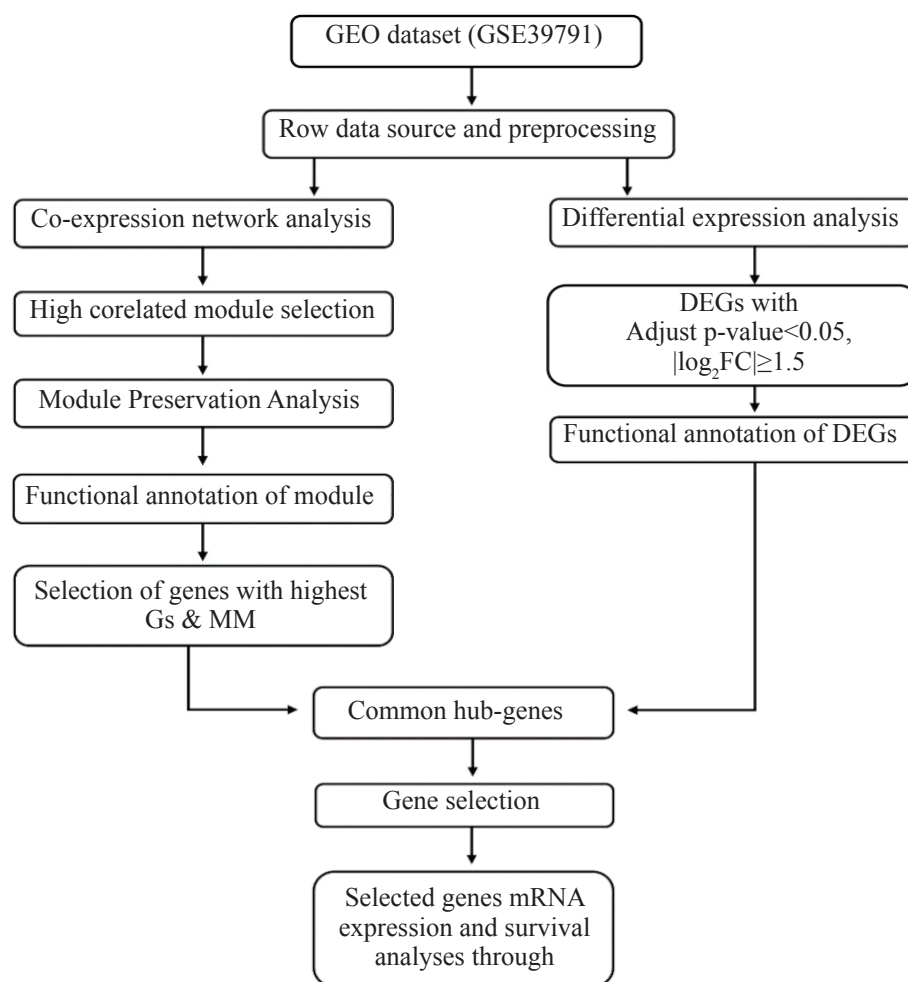 GEO dataset (GSE39791)
Row data source and preprocessing
Co-expression network analysis
High corelated module selection
Module Preservation Analysis
Functional annotation of module
Selection of genes with highest
Gs & MM
Differential expression analysis
DEGs with
Adjust p-value<0.05,
|log₂FC|≥1.5
Functional annotation of DEGs
Common hub-genes
Gene selection
Selected genes mRNA
expression and survival
analyses through